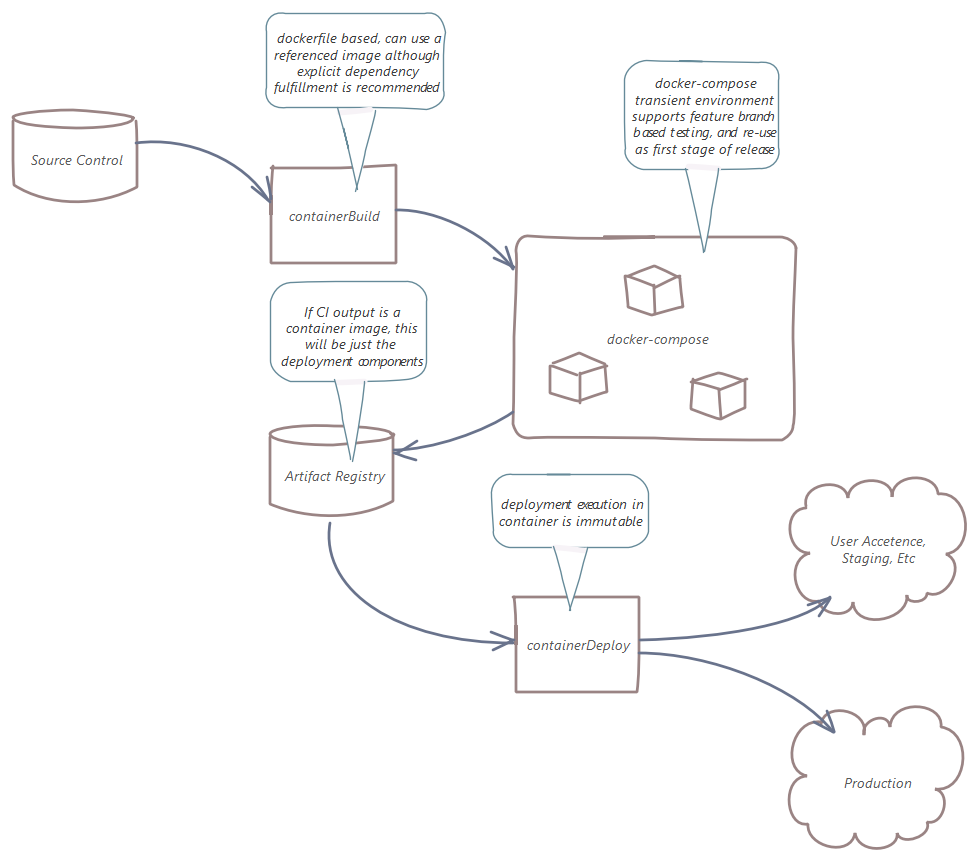 dockerfile based, can use a
referenced image although
explicit dependency
fulfillment is recommended
docker-compose
transient environment
supports feature branch
based testing, and re-use
as first stage of release
Source Control
containerBuild
If CI output is a
container image, this
will be just the
deployment components
docker-compose
Artifact Registry
deployment execution in
container is immutable
User Accetence,
Staging, Etc
containerDeploy
Production